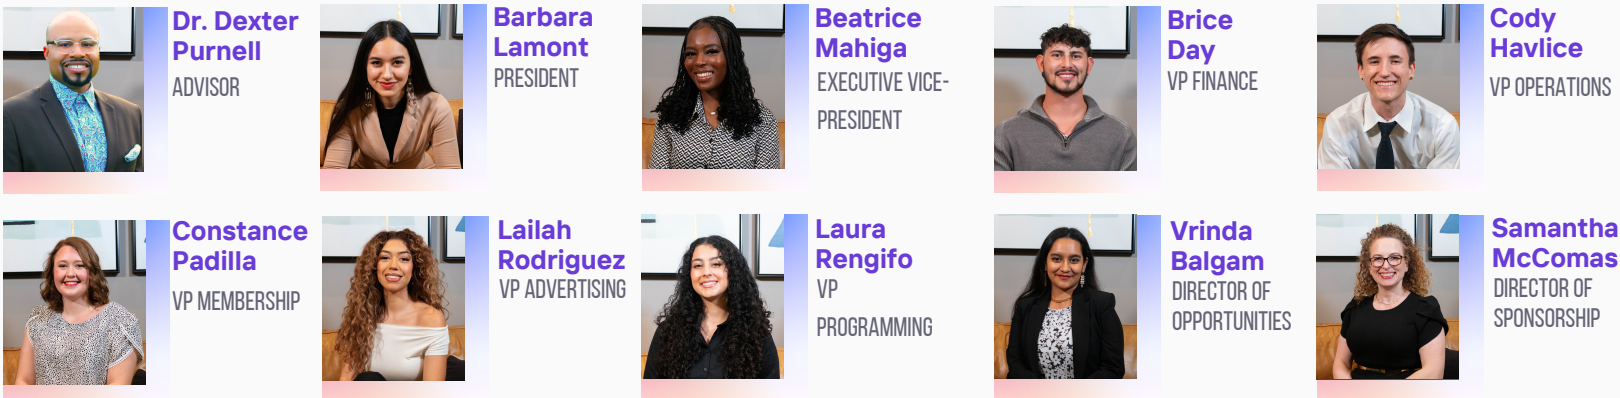 Dr. Dexter
Purnell
ADVISOR
Barbara
Lamont
PRESIDENT
Beatrice
Mahiga
EXECUTIVE VICE-
PRESIDENT
Brice
Day
VP FINANCE
Cody
Havlice
VP OPERATIONS
Constance
Padilla
VP MEMBERSHIP
Lailah
Rodriguez
VP ADVERTISING
Laura
Rengifo
VP
PROGRAMMING
Vrinda
Balgam
DIRECTOR OF
OPPORTUNITIES
Samantha
McComas
DIRECTOR OF
SPONSORSHIP